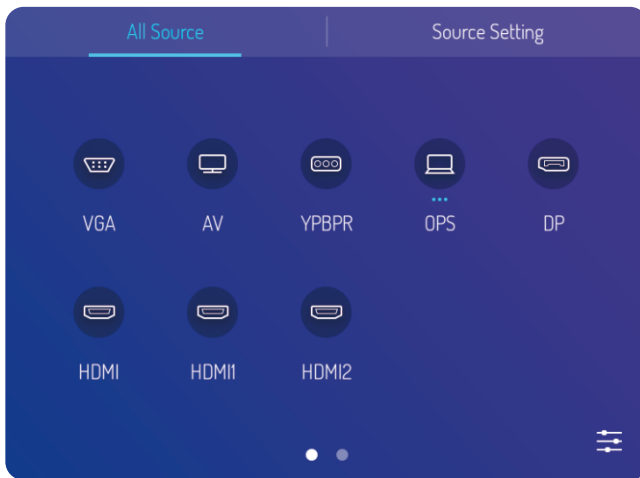 All Source Source Setting
VGA AV YPBPR OPS DP
HDMI HDMI1 HDMI2